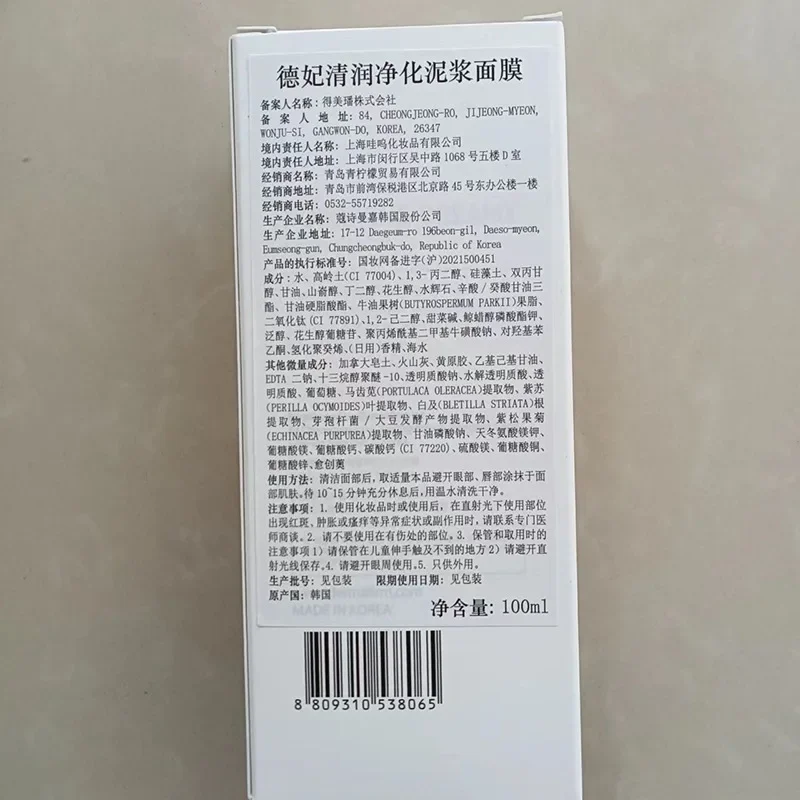 德妃清润净化泥浆面膜
备案人名称: 得美璠株式会社
备案人地址: 84, CHEONGJEONG-RO, JIJEONG-MYEON,
WONJU-SI, GANGWON-DO, KOREA, 26347
境内责任人名称: 上海哇呜化妆品有限公司
境内责任人地址: 上海市闵行区吴中路 1068 号五楼 D 室
经销商名称: 青岛青柠檬贸易有限公司
经销商地址: 青岛市前湾保税港区北京路 45 号东办公楼一楼
经销商电话: 0532-55719282
生产企业名称: 蔻诗曼嘉韩国股份公司
生产企业地址: 17-12 Daegeum-ro 196beon-gil, Daeso-myeon,
Eumseong-gun, Chungcheongbuk-do, Republic of Korea
产品的执行标准号: 国妆网备进字(沪)2021500451
成分: 水、高岭土(CI 77004)、1,3-丙二醇、硅藻土、双丙甘
醇、甘油、山嵛醇、丁二醇、花生醇、水辉石、辛酸/癸酸甘油三
酯、甘油硬脂酸酯、牛油果树(BUTYROSPERMUM PARKII)果脂、
二氧化钛(CI 77891)、1,2-己二醇、甜菜碱、鲸蜡醇磷酸酯钾、
泛醇、花生醇葡糖苷、聚丙烯酰基二甲基牛磺酸钠、对羟基苯
乙酮、氢化聚癸烯、(日用)香精、海水
其他微量成分: 加拿大皂土、火山灰、黄原胶、乙基己基甘油、
EDTA 二钠、十三烷醇聚醚-10、透明质酸钠、水解透明质酸、透
明质酸、葡萄糖、马齿苋(PORTULACA OLERACEA)提取物、紫苏
(PERILLA OCYMOIDES)叶提取物、白及(BLETILLA STRIATA)根
提取物、芽孢杆菌/大豆发酵产物提取物、紫松果菊
(ECHINACEA PURPUREA)提取物、甘油磷酸钠、天冬氨酸镁钾、
葡糖酸镁、葡糖酸钙、碳酸钙(CI 77220)、硫酸镁、葡糖酸铜、
葡糖酸锌、愈创薁
使用方法: 清洁面部后, 取适量本品避开眼部、唇部涂抹于面
部肌肤。待 10~15 分钟充分休息后, 用温水清洗干净。
注意事项: 1. 使用化妆品时或使用后, 在直射光下使用部位
出现红斑、肿胀或瘙痒等异常症状或副作用时, 请联系专门医
师商谈。2. 请不要使用在有伤处的部位。3. 保管和取用时的
注意事项 1) 请保管在儿童伸手触及不到的地方 2) 请避开直
射光线保存。4. 请避开眼周使用。5. 只供外用。
生产批号: 见包装 限期使用日期: 见包装
原产国: 韩国
净含量: 100ml
MADE IN KOREA
8 809310 538065